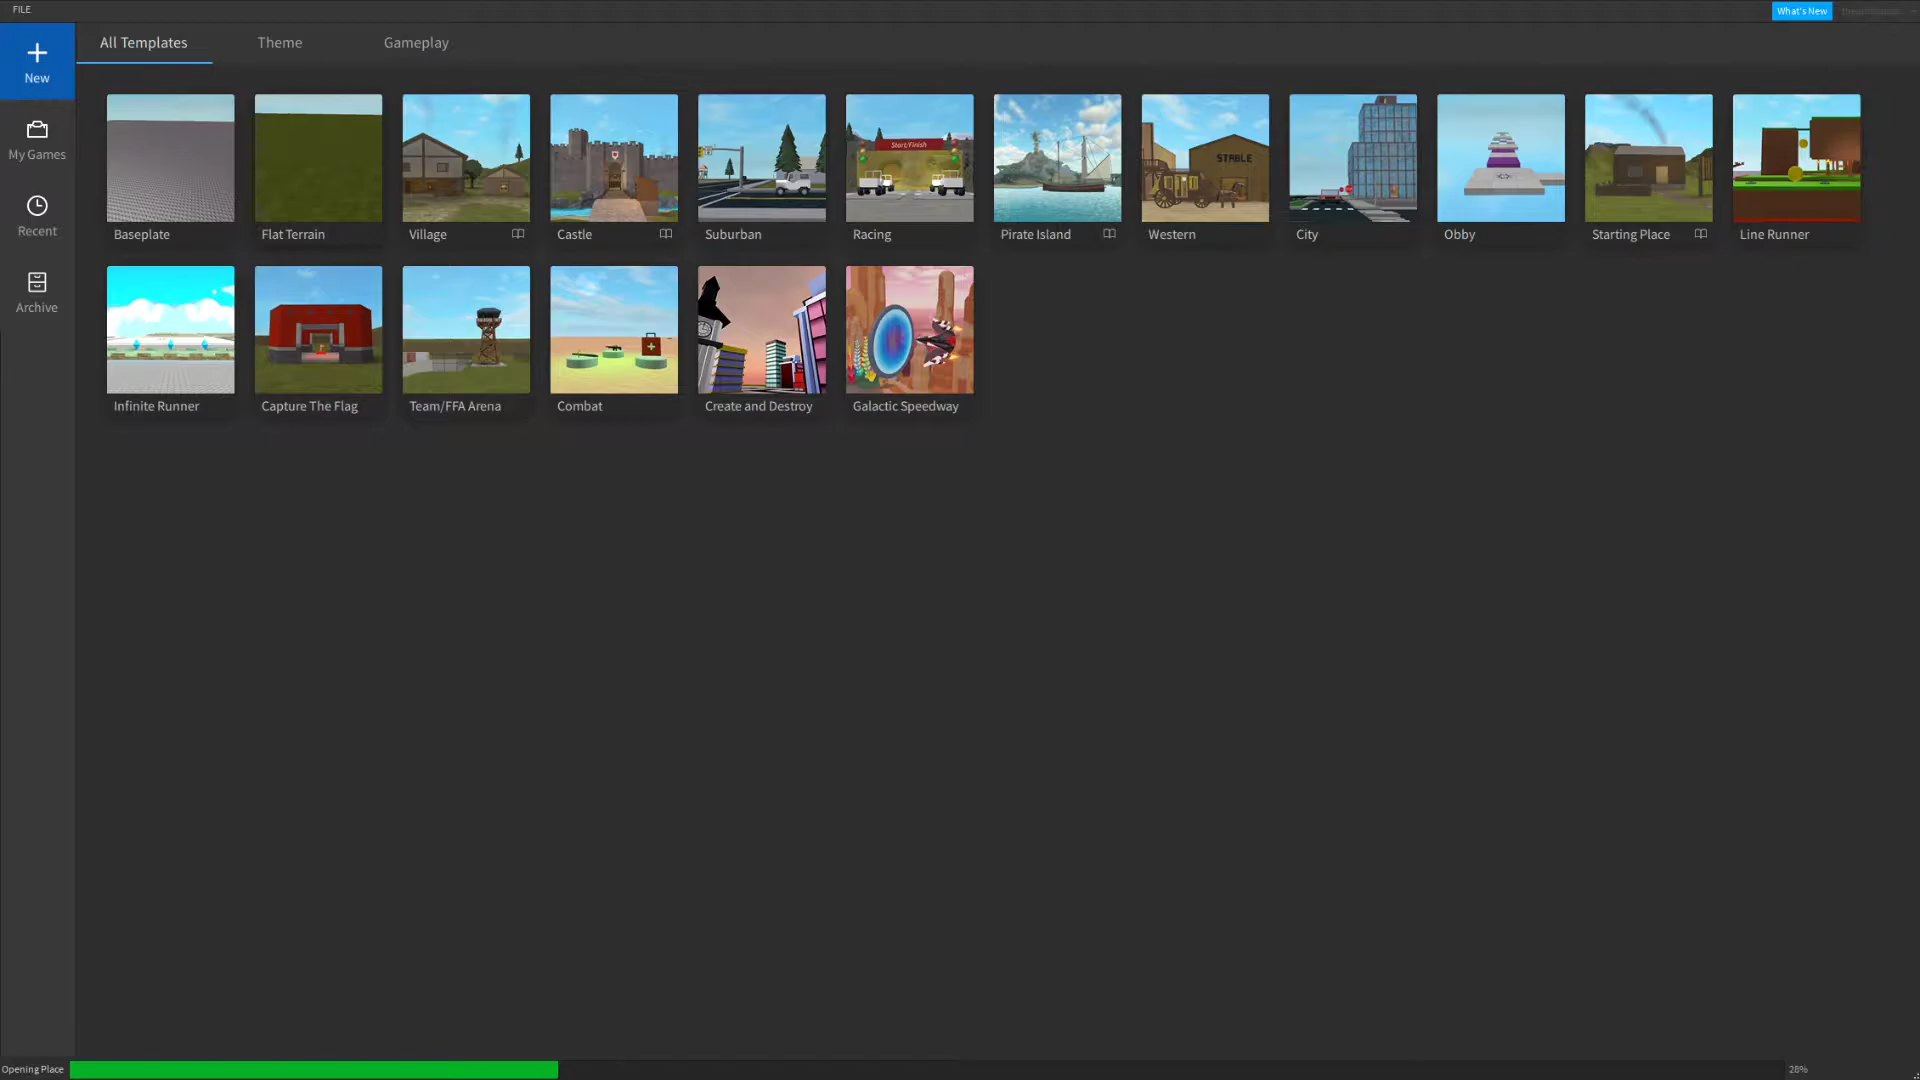 FILE
What's New
New
My Games
Recent
Archive
All Templates
Theme
Gameplay
Start/Finish
STABLE
Baseplate
Flat Terrain
Village
Castle
Suburban
Racing
Pirate Island
Western
City
Obby
Starting Place
Line Runner
Infinite Runner
Capture The Flag
Team/FFA Arena
Combat
Create and Destroy
Galactic Speedway
Opening Place
28%